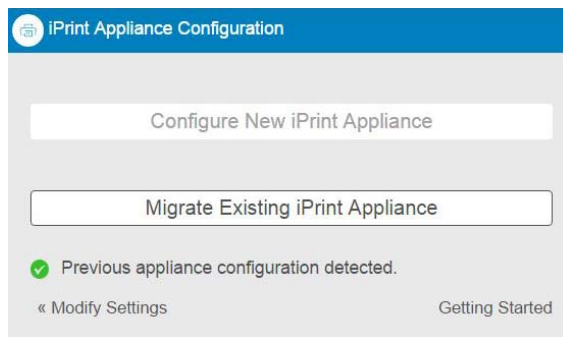 iPrint Appliance Configuration
Configure New iPrint Appliance
Migrate Existing iPrint Appliance
Previous appliance configuration detected.
« Modify Settings
Getting Started